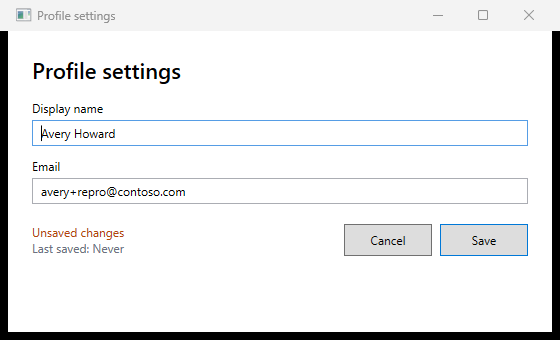 Profile settings
Profile settings
Display name
Avery Howard
Email
avery+repro@contoso.com
Unsaved changes
Last saved: Never
Cancel
Save